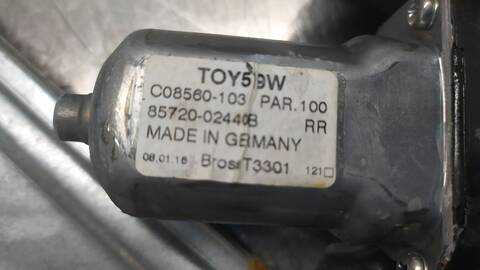 TOY59W
C08560-103 PAR.100
85720-02440B RR
MADE IN GERMANY
08.01.16 Brose T3301 121□